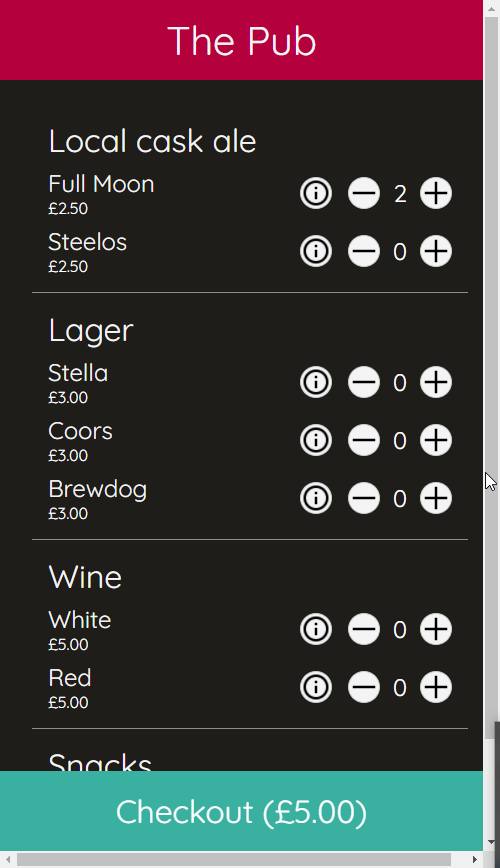 The Pub
Local cask ale
Full Moon
£2.50
2
Steelos
£2.50
0
Lager
Stella
£3.00
0
Coors
£3.00
0
Brewdog
£3.00
0
Wine
White
£5.00
0
Red
£5.00
0
Snacks
Checkout (£5.00)